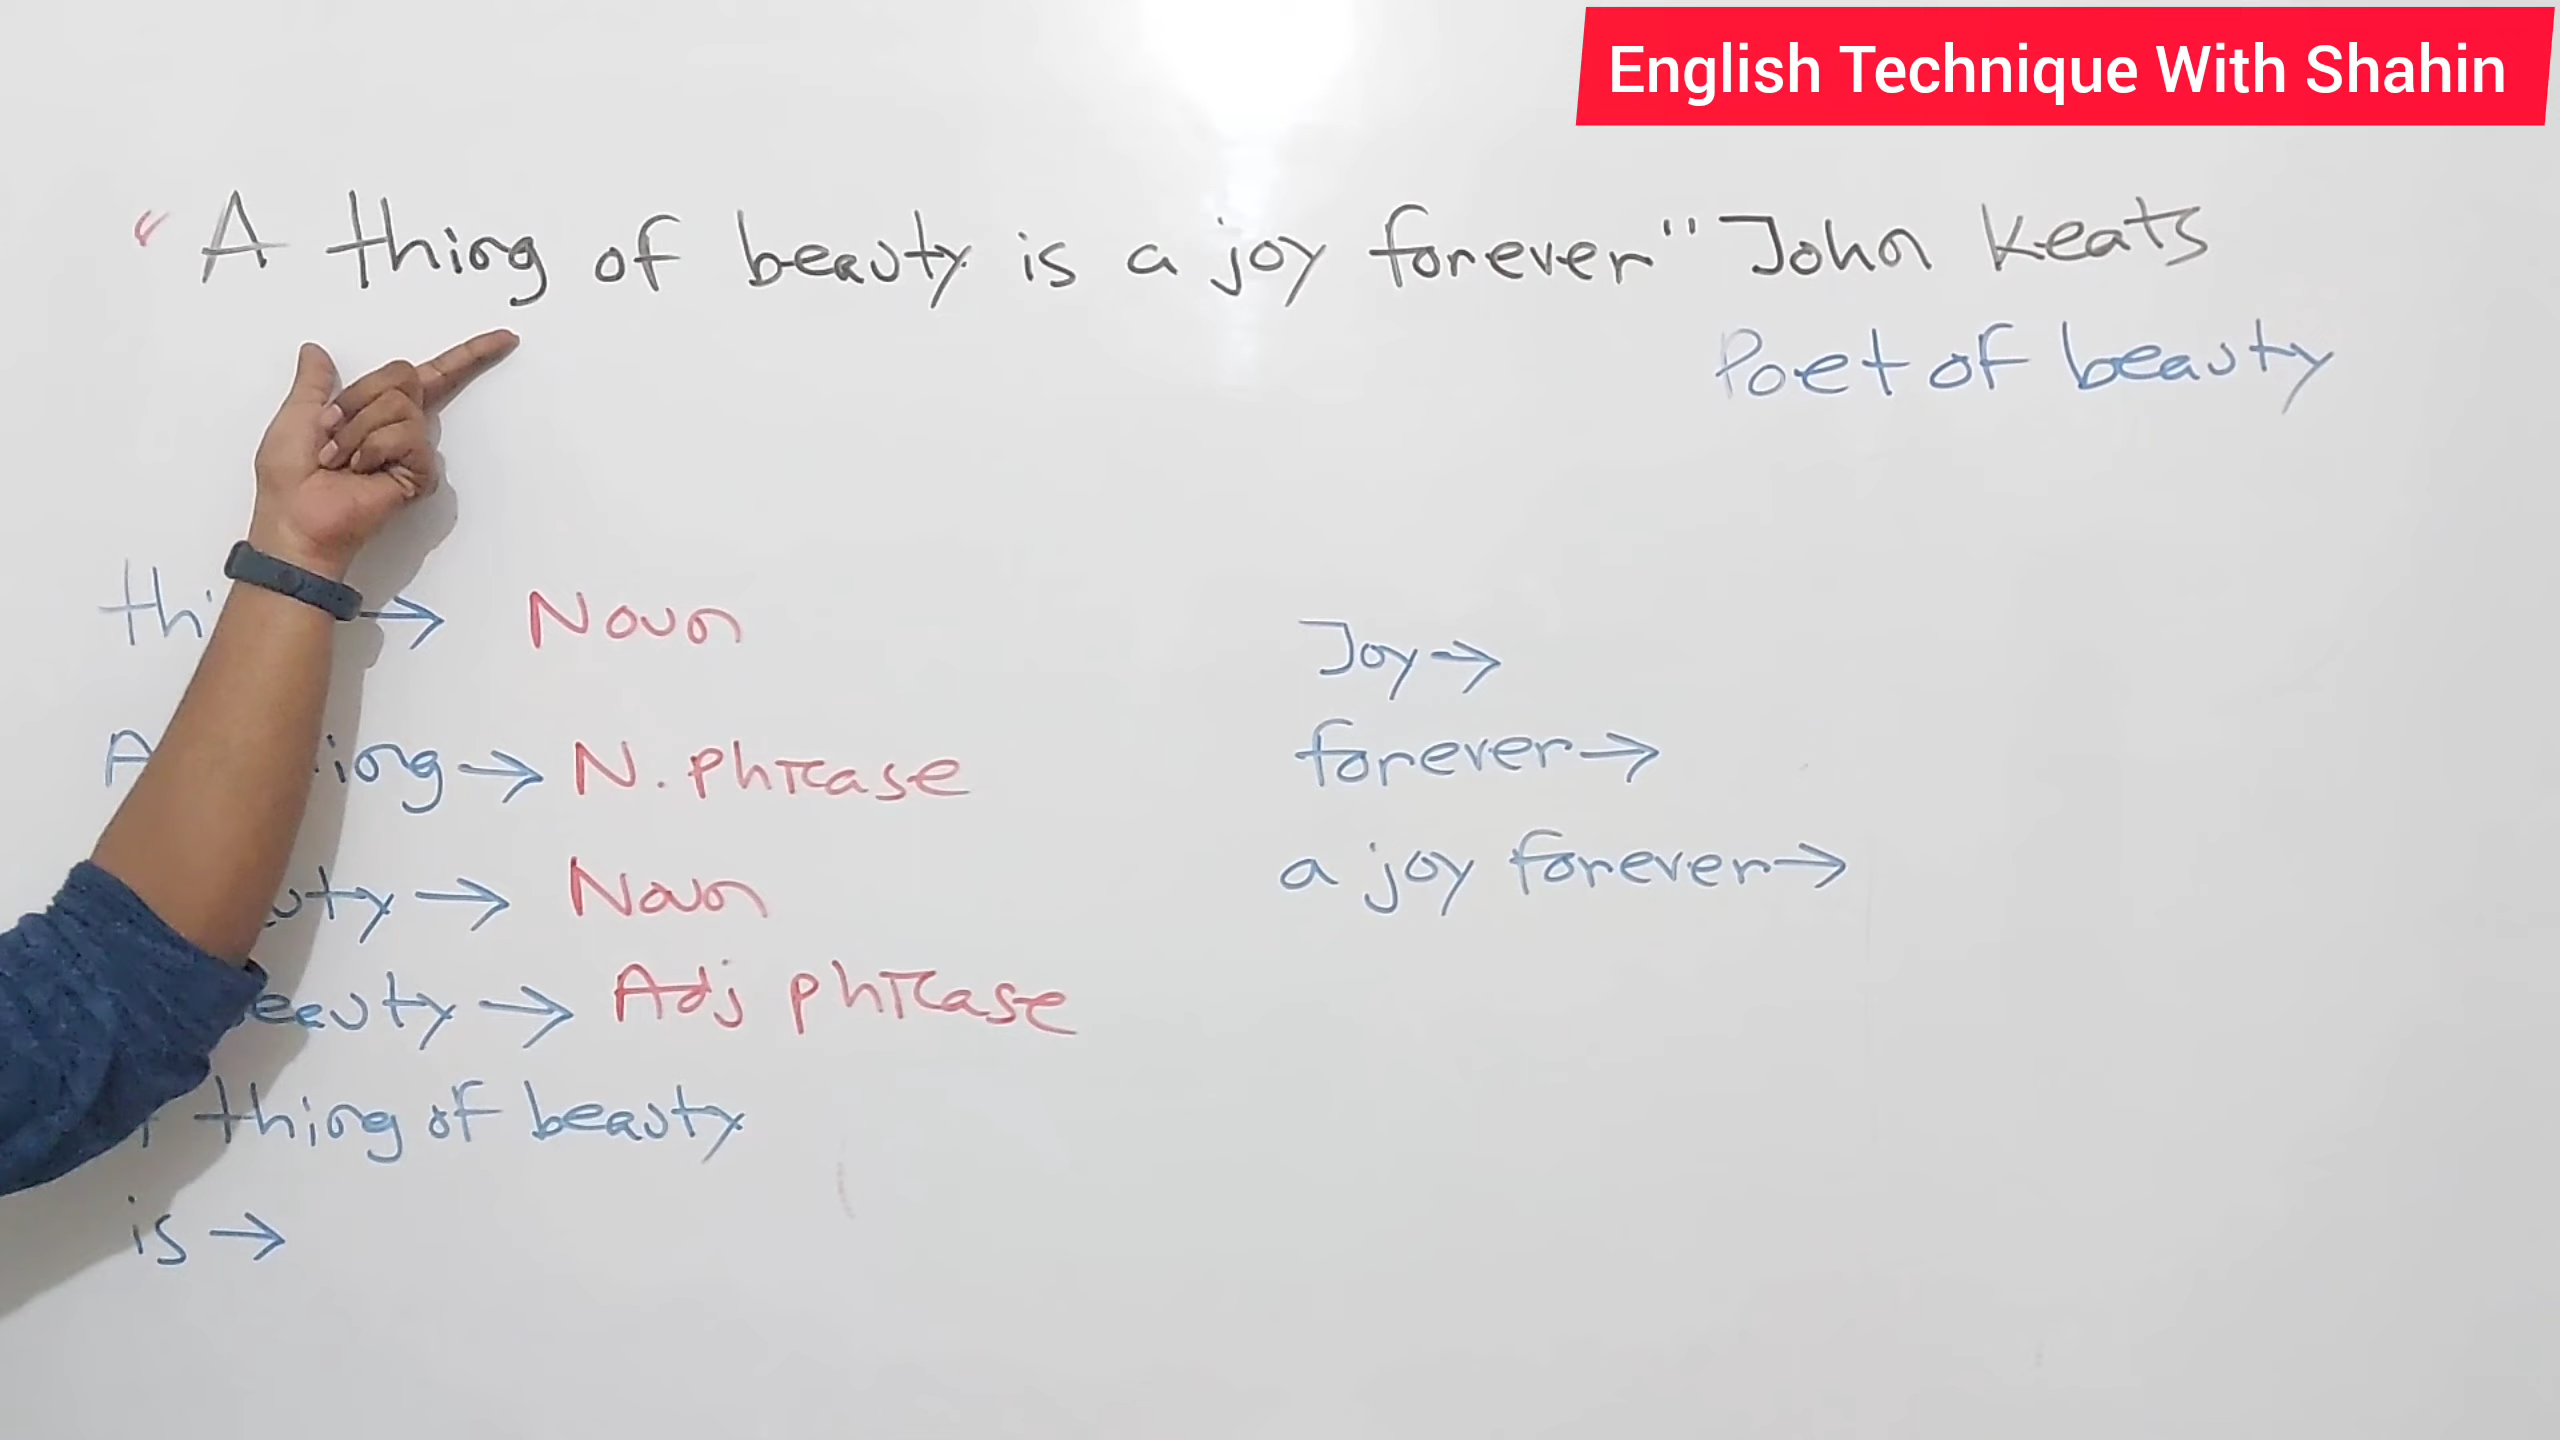 English Technique With Shahin
“A thing of beauty is a joy forever" John Keats
Poet of beauty
→ Noun
→ N. phrase
→ Noun
→ Adj phrase
thing of beauty
is →
Joy →
forever →
a joy forever →